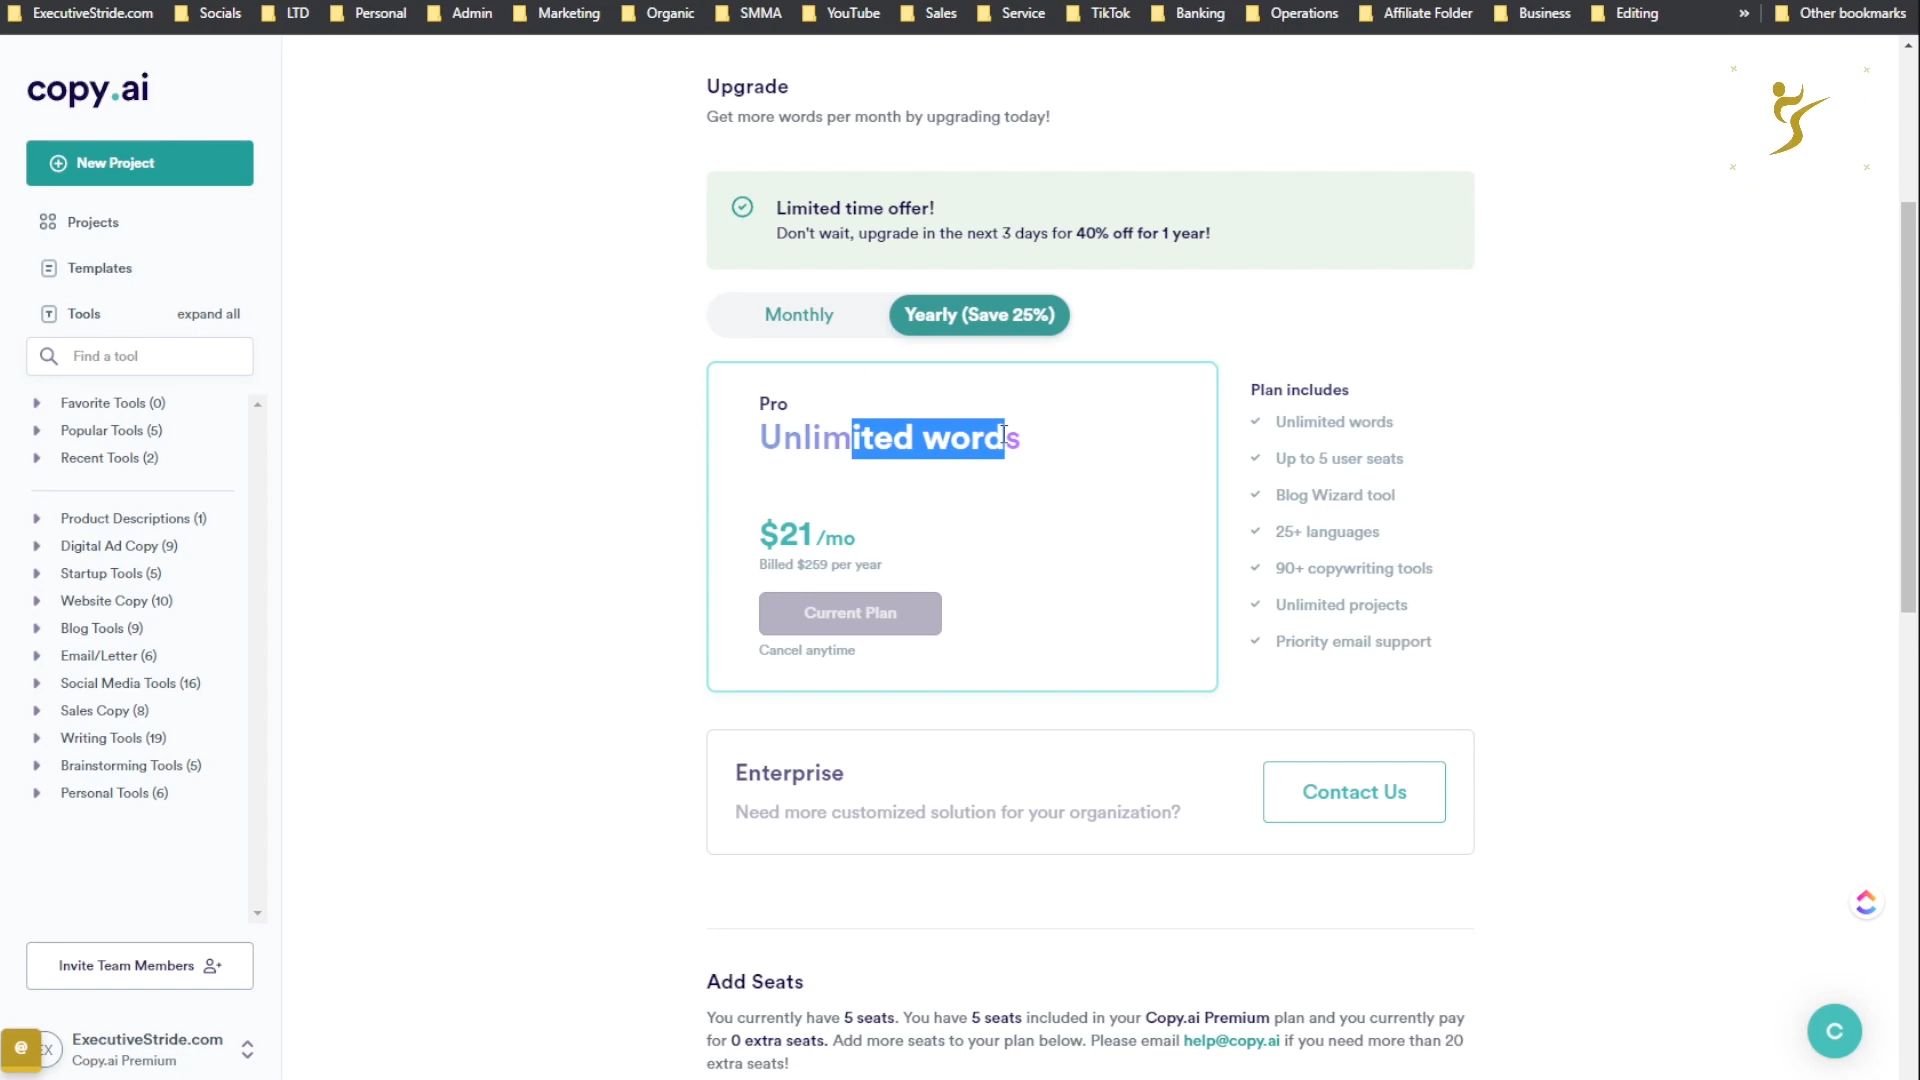 ExecutiveStride.com Socials LTD Personal Admin Marketing Organic SMMA YouTube Sales Service TikTok Banking Operations Affiliate Folder Business Editing » Other bookmarks
copy.ai
New Project
Projects
Templates
Tools expand all
Find a tool
Favorite Tools (0)
Popular Tools (5)
Recent Tools (2)
Product Descriptions (1)
Digital Ad Copy (9)
Startup Tools (5)
Website Copy (10)
Blog Tools (9)
Email/Letter (6)
Social Media Tools (16)
Sales Copy (8)
Writing Tools (19)
Brainstorming Tools (5)
Personal Tools (6)
Invite Team Members
@
EX
ExecutiveStride.com
Copy.ai Premium
Upgrade
Get more words per month by upgrading today!
Limited time offer!
Don't wait, upgrade in the next 3 days for 40% off for 1 year!
Monthly Yearly (Save 25%)
Pro
Unlimited words
$21 /mo
Billed $259 per year
Current Plan
Cancel anytime
Plan includes
Unlimited words
Up to 5 user seats
Blog Wizard tool
25+ languages
90+ copywriting tools
Unlimited projects
Priority email support
Enterprise
Need more customized solution for your organization?
Contact Us
Add Seats
You currently have 5 seats. You have 5 seats included in your Copy.ai Premium plan and you currently pay
for 0 extra seats. Add more seats to your plan below. Please email help@copy.ai if you need more than 20
extra seats!
C